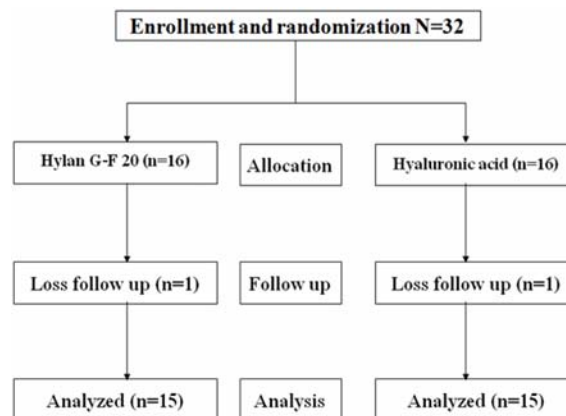 Enrollment and randomization N=32
Hylan G-F 20 (n=16)
Allocation
Hyaluronic acid (n=16)
Loss follow up (n=1)
Follow up
Loss follow up (n=1)
Analyzed (n=15)
Analysis
Analyzed (n=15)